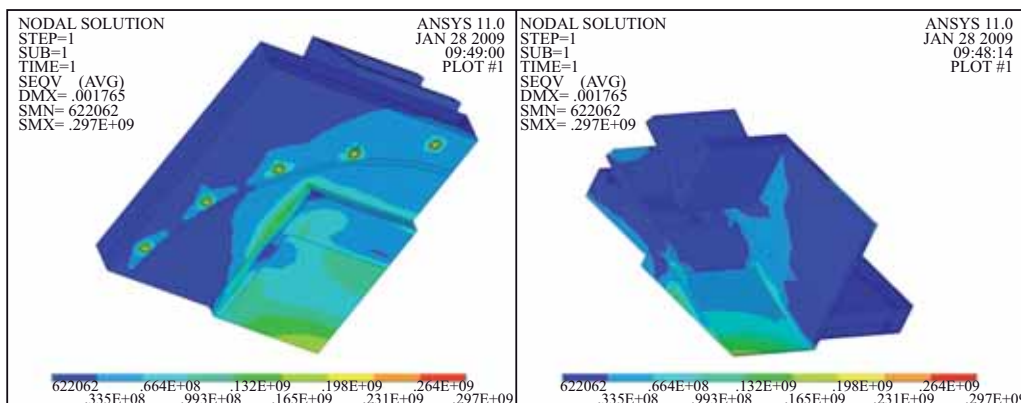 NODAL SOLUTION
STEP=1
SUB=1
TIME=1
SEQV (AVG)
DMX= .001765
SMN= 622062
SMX= .297E+09
ANSYS 11.0
JAN 28 2009
09:49:00
PLOT #1
622062 .664E+08 .132E+09 .198E+09 .264E+09
.335E+08 .993E+08 .165E+09 .231E+09 .297E+09
NODAL SOLUTION
STEP=1
SUB=1
TIME=1
SEQV (AVG)
DMX= .001765
SMN= 622062
SMX= .297E+09
ANSYS 11.0
JAN 28 2009
09:48:14
PLOT #1
622062 .664E+08 .132E+09 .198E+09 .264E+09
.335E+08 .993E+08 .165E+09 .231E+09 .297E+09